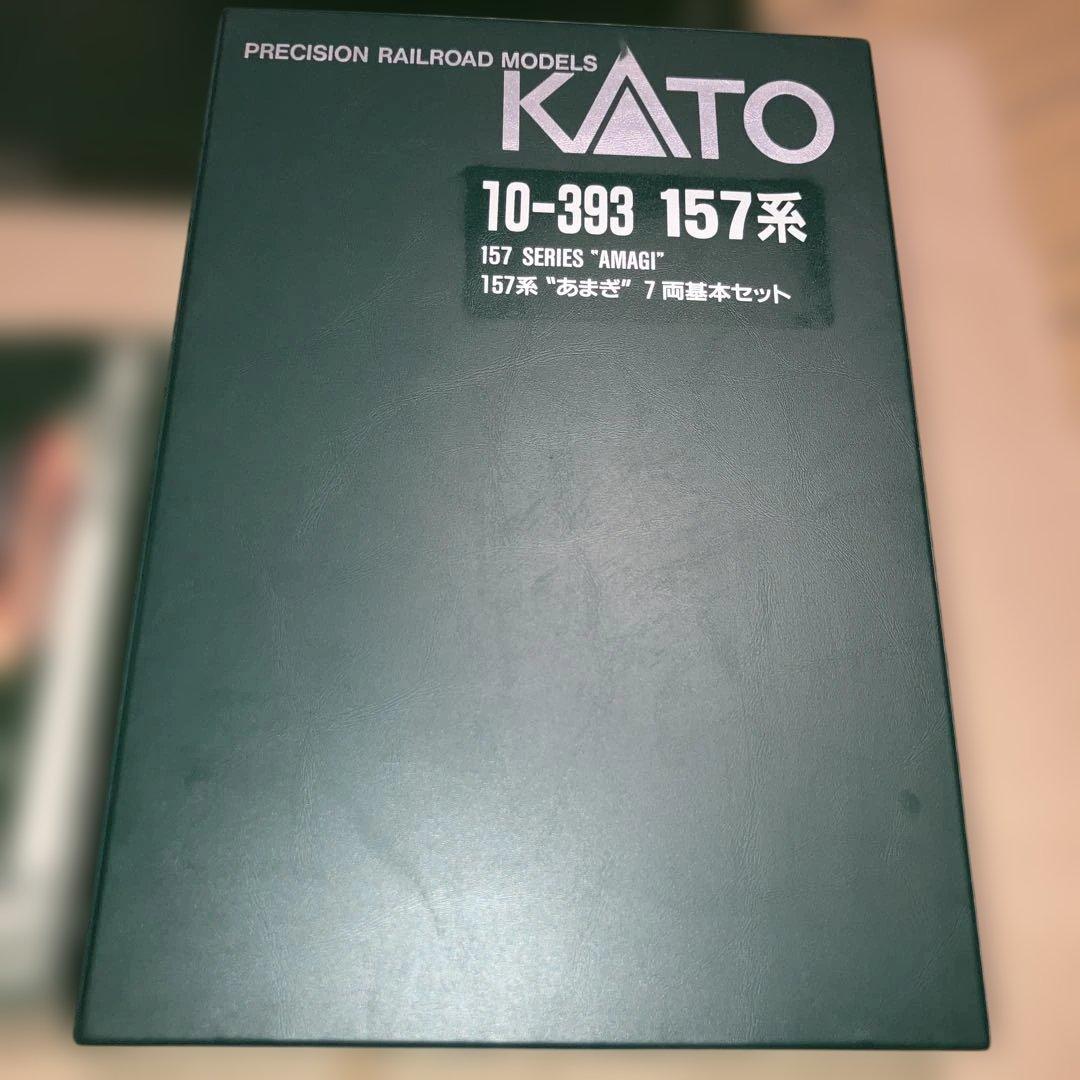 PRECISION RAILROAD MODELS
KATO
10-393 157系
157 SERIES "AMAGI"
157系 "あまぎ" 7両基本セット